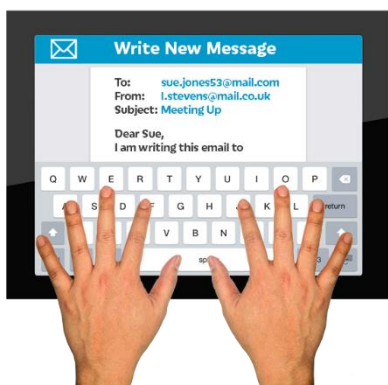 Write New Message
To: sue.jones53@mail.com
From: l.stevens@mail.co.uk
Subject: Meeting Up
Dear Sue,
I am writing this email to
Q W E R T Y U I O P
A S D F G H K L return
V B N